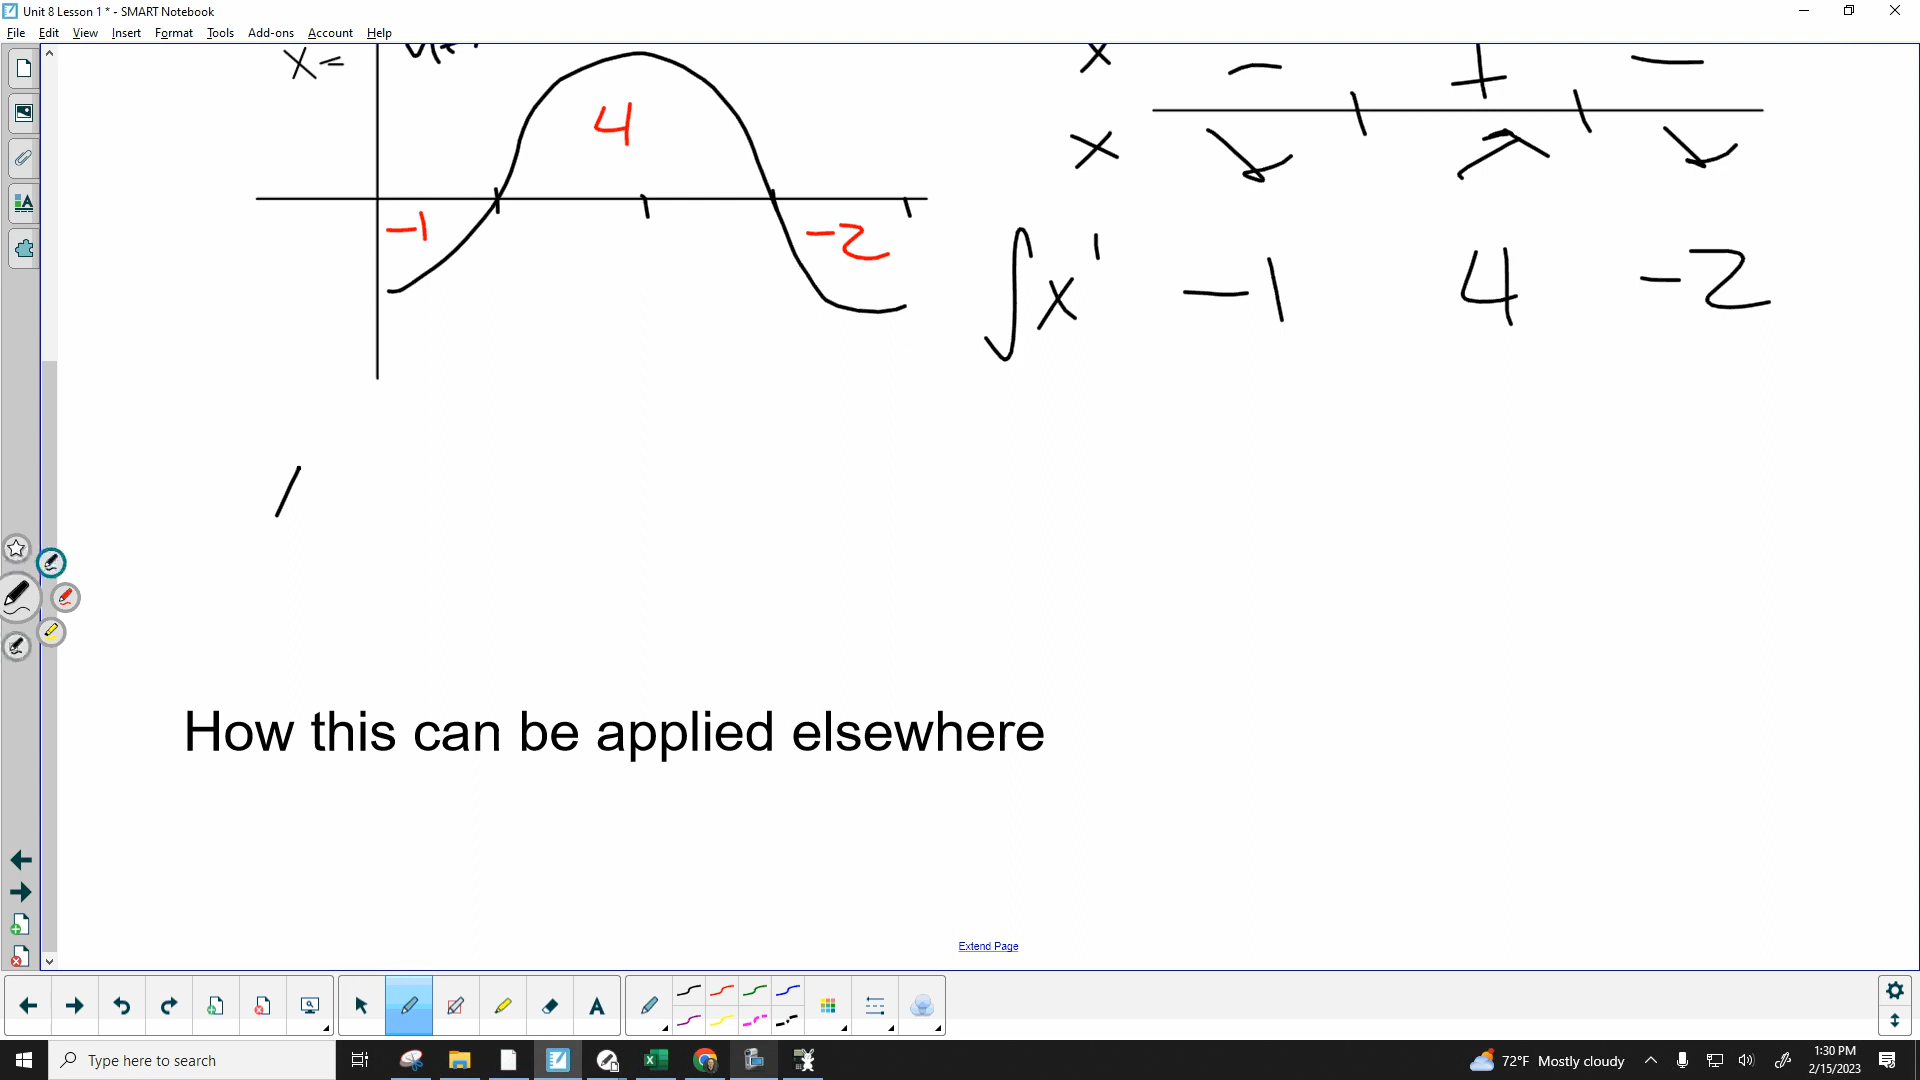 Unit 8 Lesson 1 * - SMART Notebook
File Edit View Insert Format Tools Add-ons Account Help
X=
4
-1
-2
x
- + -
x
∫x' -1 4 -2
How this can be applied elsewhere
Extend Page
Type here to search
72°F Mostly cloudy
1:30 PM
2/15/2023